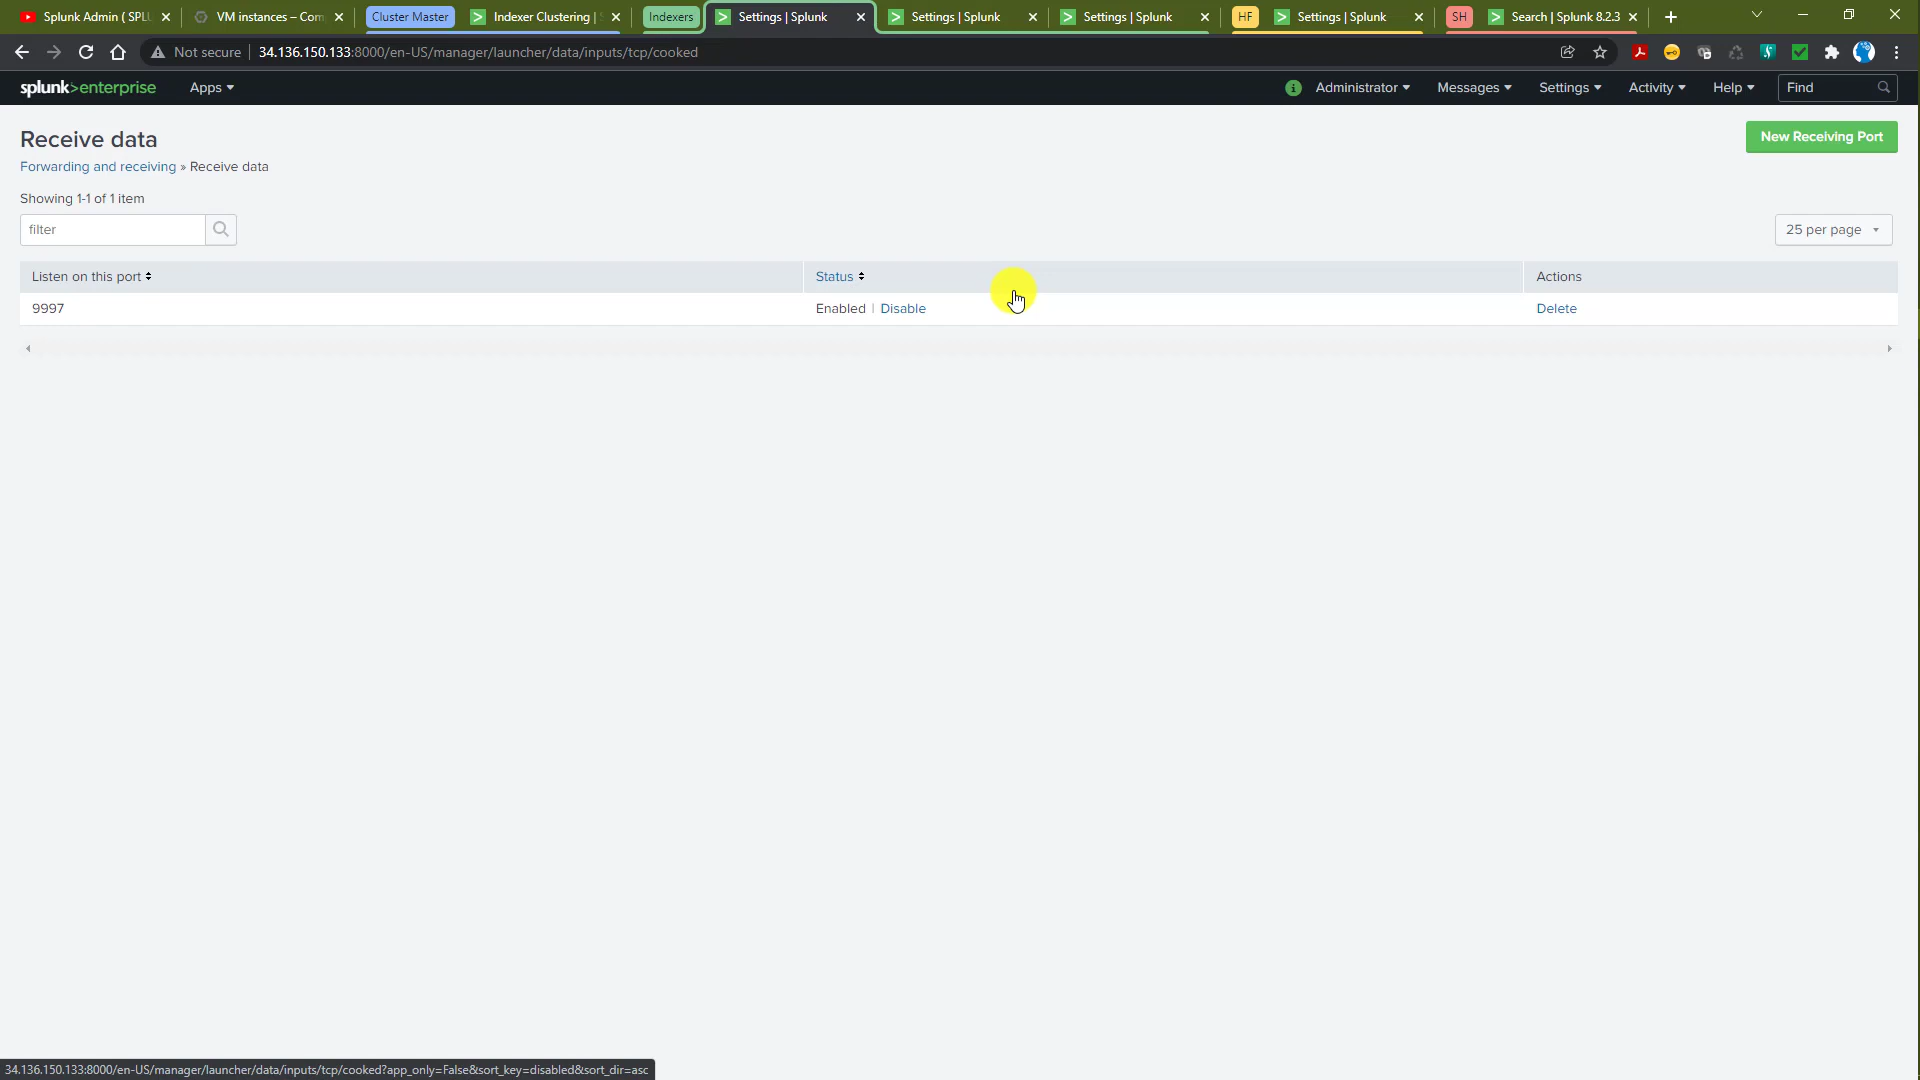 Splunk Admin ( SPL
VM instances – Com
Cluster Master
Indexer Clustering |
Indexers
Settings | Splunk
Settings | Splunk
Settings | Splunk
HF
Settings | Splunk
SH
Search | Splunk 8.2.3
Not secure
34.136.150.133:8000/en-US/manager/launcher/data/inputs/tcp/cooked
splunk>enterprise
Apps
Administrator
Messages
Settings
Activity
Help
Find
Receive data
New Receiving Port
Forwarding and receiving » Receive data
Showing 1-1 of 1 item
filter
25 per page
Listen on this port
Status
Actions
9997
Enabled | Disable
Delete
34.136.150.133:8000/en-US/manager/launcher/data/inputs/tcp/cooked?app_only=False&sort_key=disabled&sort_dir=asc